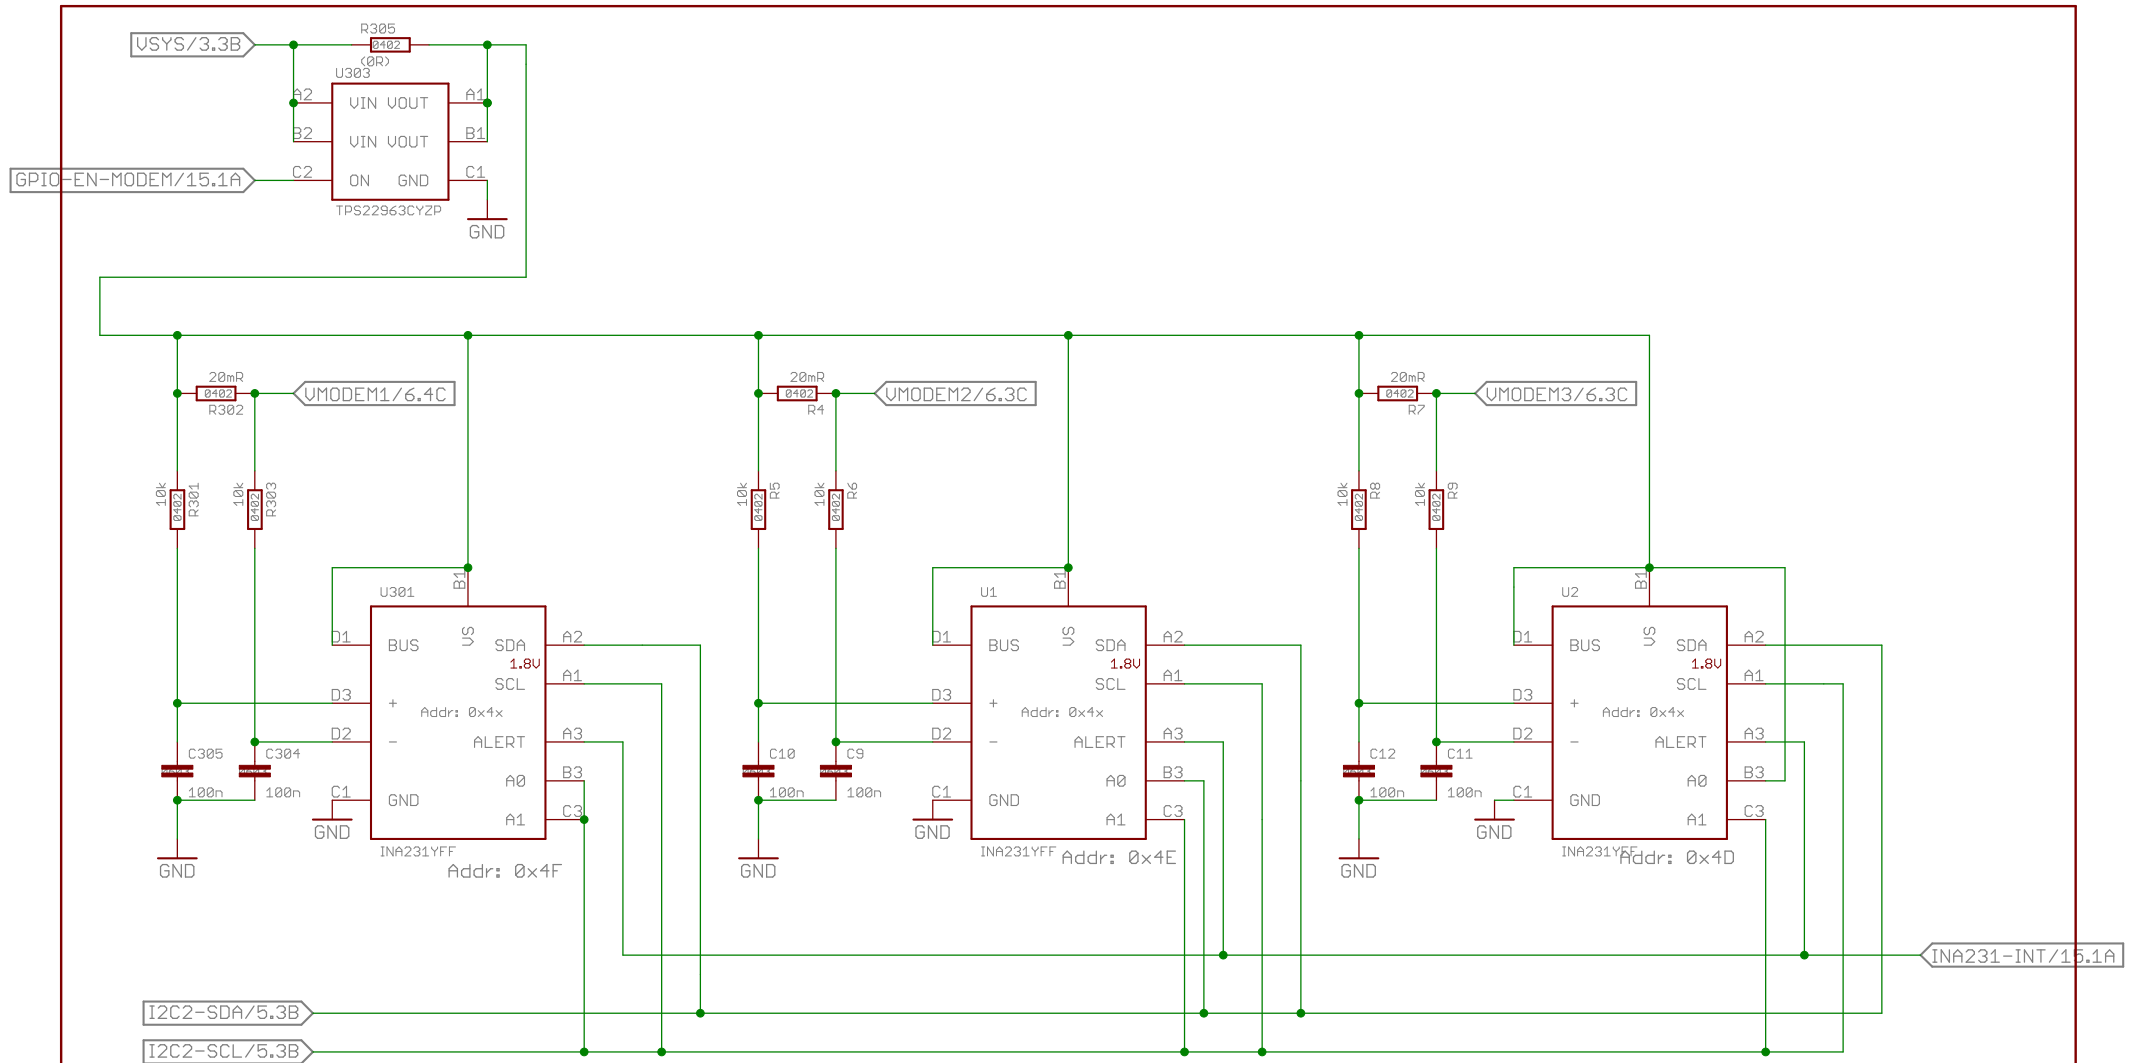 R305
VSYS/3.3B
0402
(0R)
U303
A2 VIN VOUT A1
B2 VIN VOUT B1
GPIO-EN-MODEM/15.1A
C2 ON GND C1
TPS22963CYZP
GND
20mR
0402
R302
VMODEM1/6.4C
20mR
0402
R4
VMODEM2/6.3C
20mR
0402
R7
VMODEM3/6.3C
10k
0402
R301
10k
0402
R303
10k
0402
R5
10k
0402
R6
10k
0402
R8
10k
0402
R9
U301
B1
VS
D1 BUS SDA A2
1.8V
SCL A1
D3 +
Addr: 0x4x
D2 - ALERT A3
A0 B3
C1 GND
A1 C3
GND
INA231YFF
Addr: 0x4F
C305
100n
C304
100n
GND
U1
B1
VS
D1 BUS SDA A2
1.8V
SCL A1
D3 +
Addr: 0x4x
D2 - ALERT A3
A0 B3
C1 GND
A1 C3
GND
INA231YFF
Addr: 0x4E
C10
100n
C9
100n
GND
U2
B1
VS
D1 BUS SDA A2
1.8V
SCL A1
D3 +
Addr: 0x4x
D2 - ALERT A3
A0 B3
C1 GND
A1 C3
GND
INA231YFF
Addr: 0x4D
C12
100n
C11
100n
GND
INA231-INT/15.1A
I2C2-SDA/5.3B
I2C2-SCL/5.3B